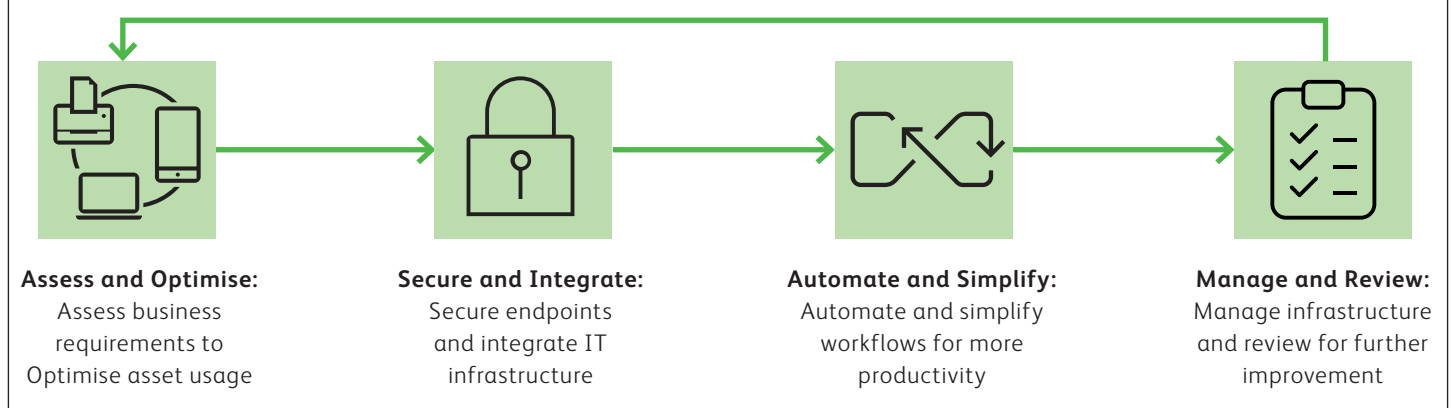 Assess and Optimise:
Assess business
requirements to
Optimise asset usage
Secure and Integrate:
Secure endpoints
and integrate IT
infrastructure
Automate and Simplify:
Automate and simplify
workflows for more
productivity
Manage and Review:
Manage infrastructure
and review for further
improvement